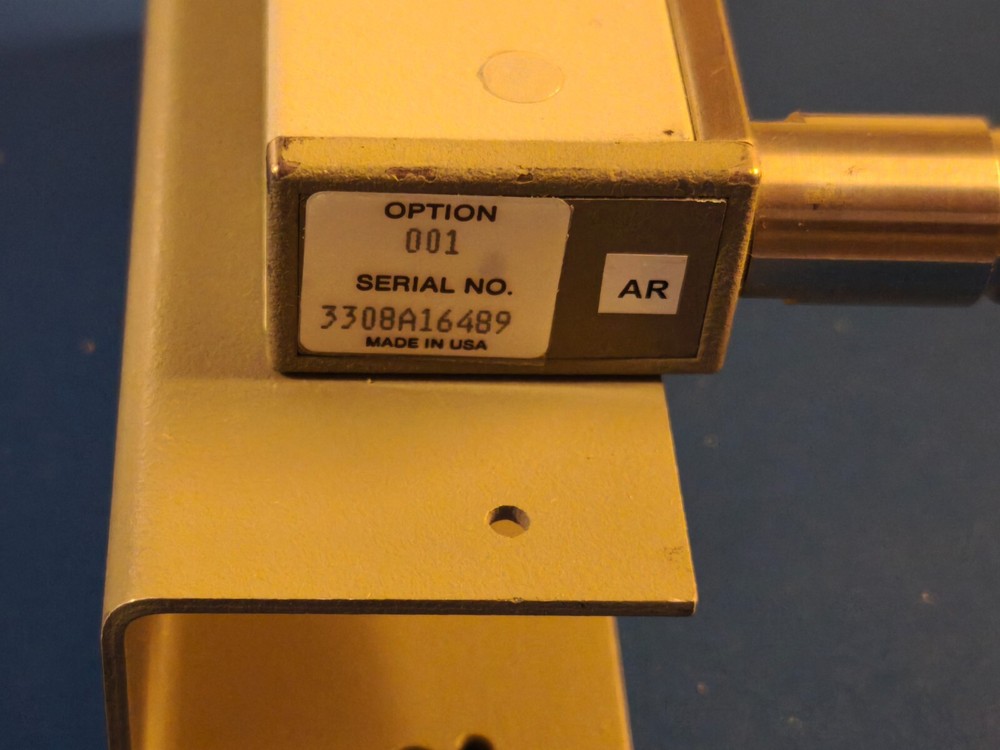 OPTION
001
SERIAL NO.
3308A16489
MADE IN USA
AR